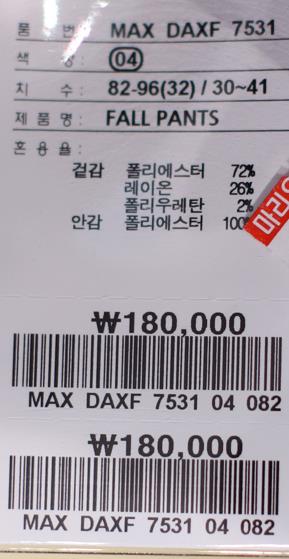 품 번 : MAX DAXF 7531
색 상 : 04
치 수 : 82-96(32) / 30~41
제 품 명 : FALL PANTS
혼 용 율 :
겉감 폴리에스터 72%
레이온 26%
폴리우레탄 2%
안감 폴리에스터 100%
₩180,000
MAX DAXF 7531 04 082
₩180,000
MAX DAXF 7531 04 082